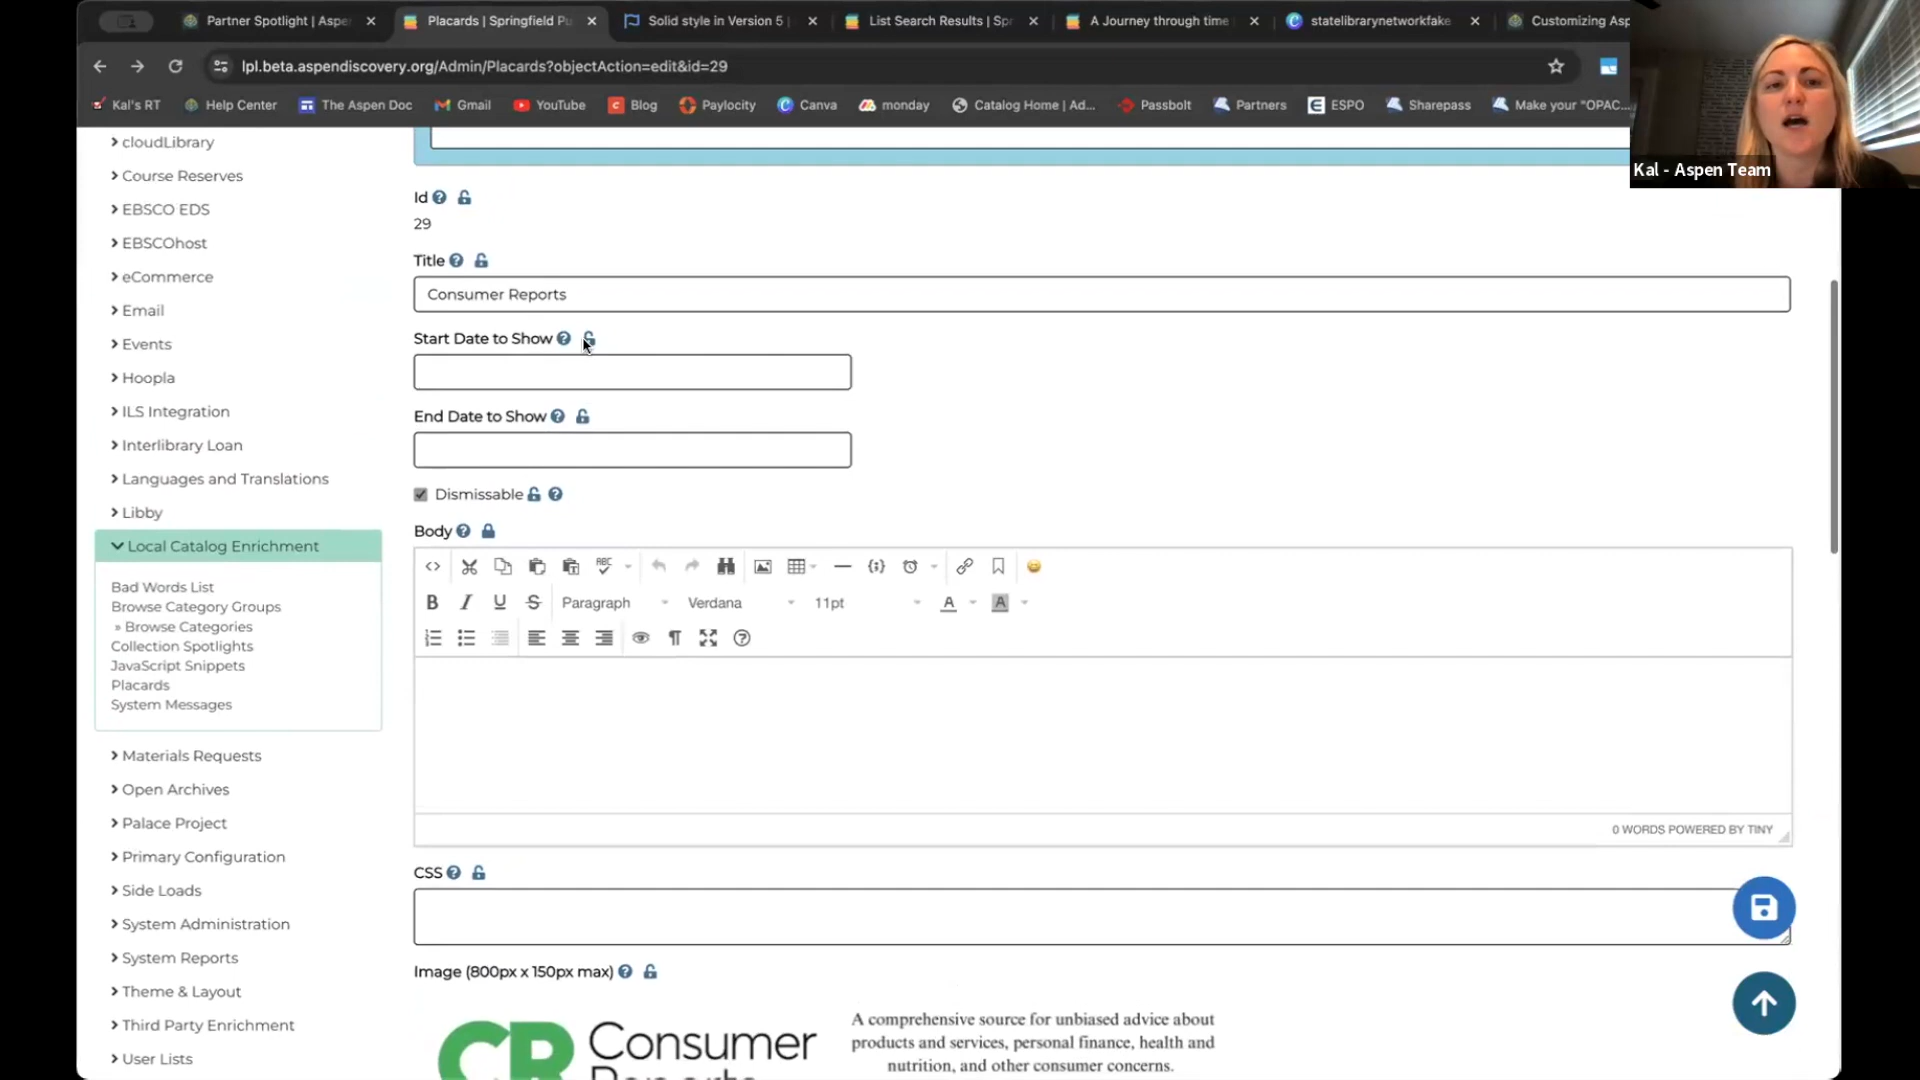 Partner Spotlight | Aspe
Placards | Springfield Pu
Solid style in Version 5
List Search Results | Spr
A Journey through time
statelibrarynetworkfake
Customizing Asp
lpl.beta.aspendiscovery.org/Admin/Placards?objectAction=edit&id=29
Kal's RT
Help Center
The Aspen Doc
Gmail
YouTube
Blog
Paylocity
Canva
monday
Catalog Home | Ad...
Passbolt
Partners
ESPO
Sharepass
Make your "OPAC...
Kal - Aspen Team
cloudLibrary
Course Reserves
EBSCO EDS
EBSCOhost
eCommerce
Email
Events
Hoopla
ILS Integration
Interlibrary Loan
Languages and Translations
Libby
Local Catalog Enrichment
Bad Words List
Browse Category Groups
» Browse Categories
Collection Spotlights
JavaScript Snippets
Placards
System Messages
Materials Requests
Open Archives
Palace Project
Primary Configuration
Side Loads
System Administration
System Reports
Theme & Layout
Third Party Enrichment
User Lists
Id
29
Title
Consumer Reports
Start Date to Show
End Date to Show
Dismissable
Body
Paragraph
Verdana
11pt
0 WORDS POWERED BY TINY
CSS
Image (800px x 150px max)
CR
Consumer
Reports
A comprehensive source for unbiased advice about
products and services, personal finance, health and
nutrition, and other consumer concerns.